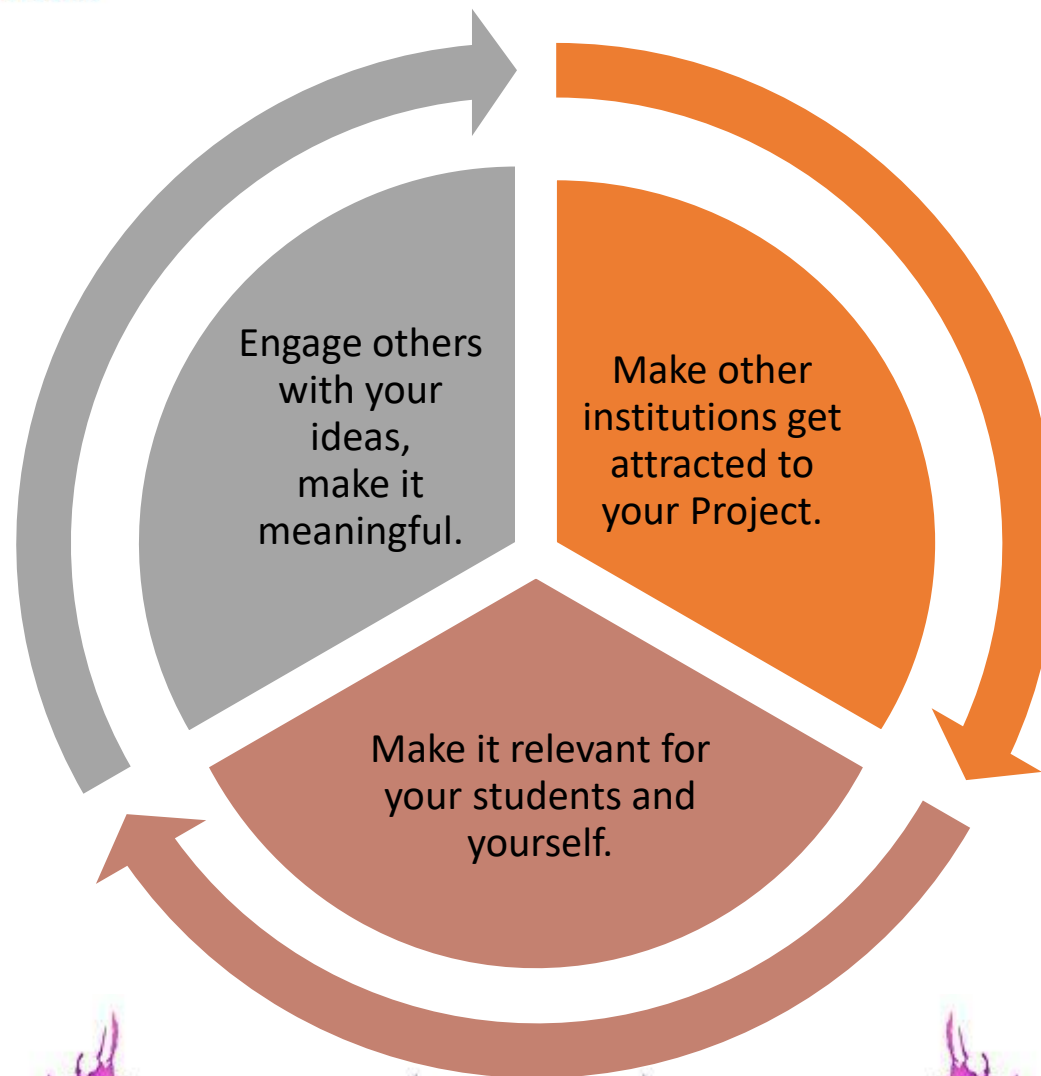 Engage others
with your
ideas,
make it
meaningful.
Make other
institutions get
attracted to
your Project.
Make it relevant for
your students and
yourself.